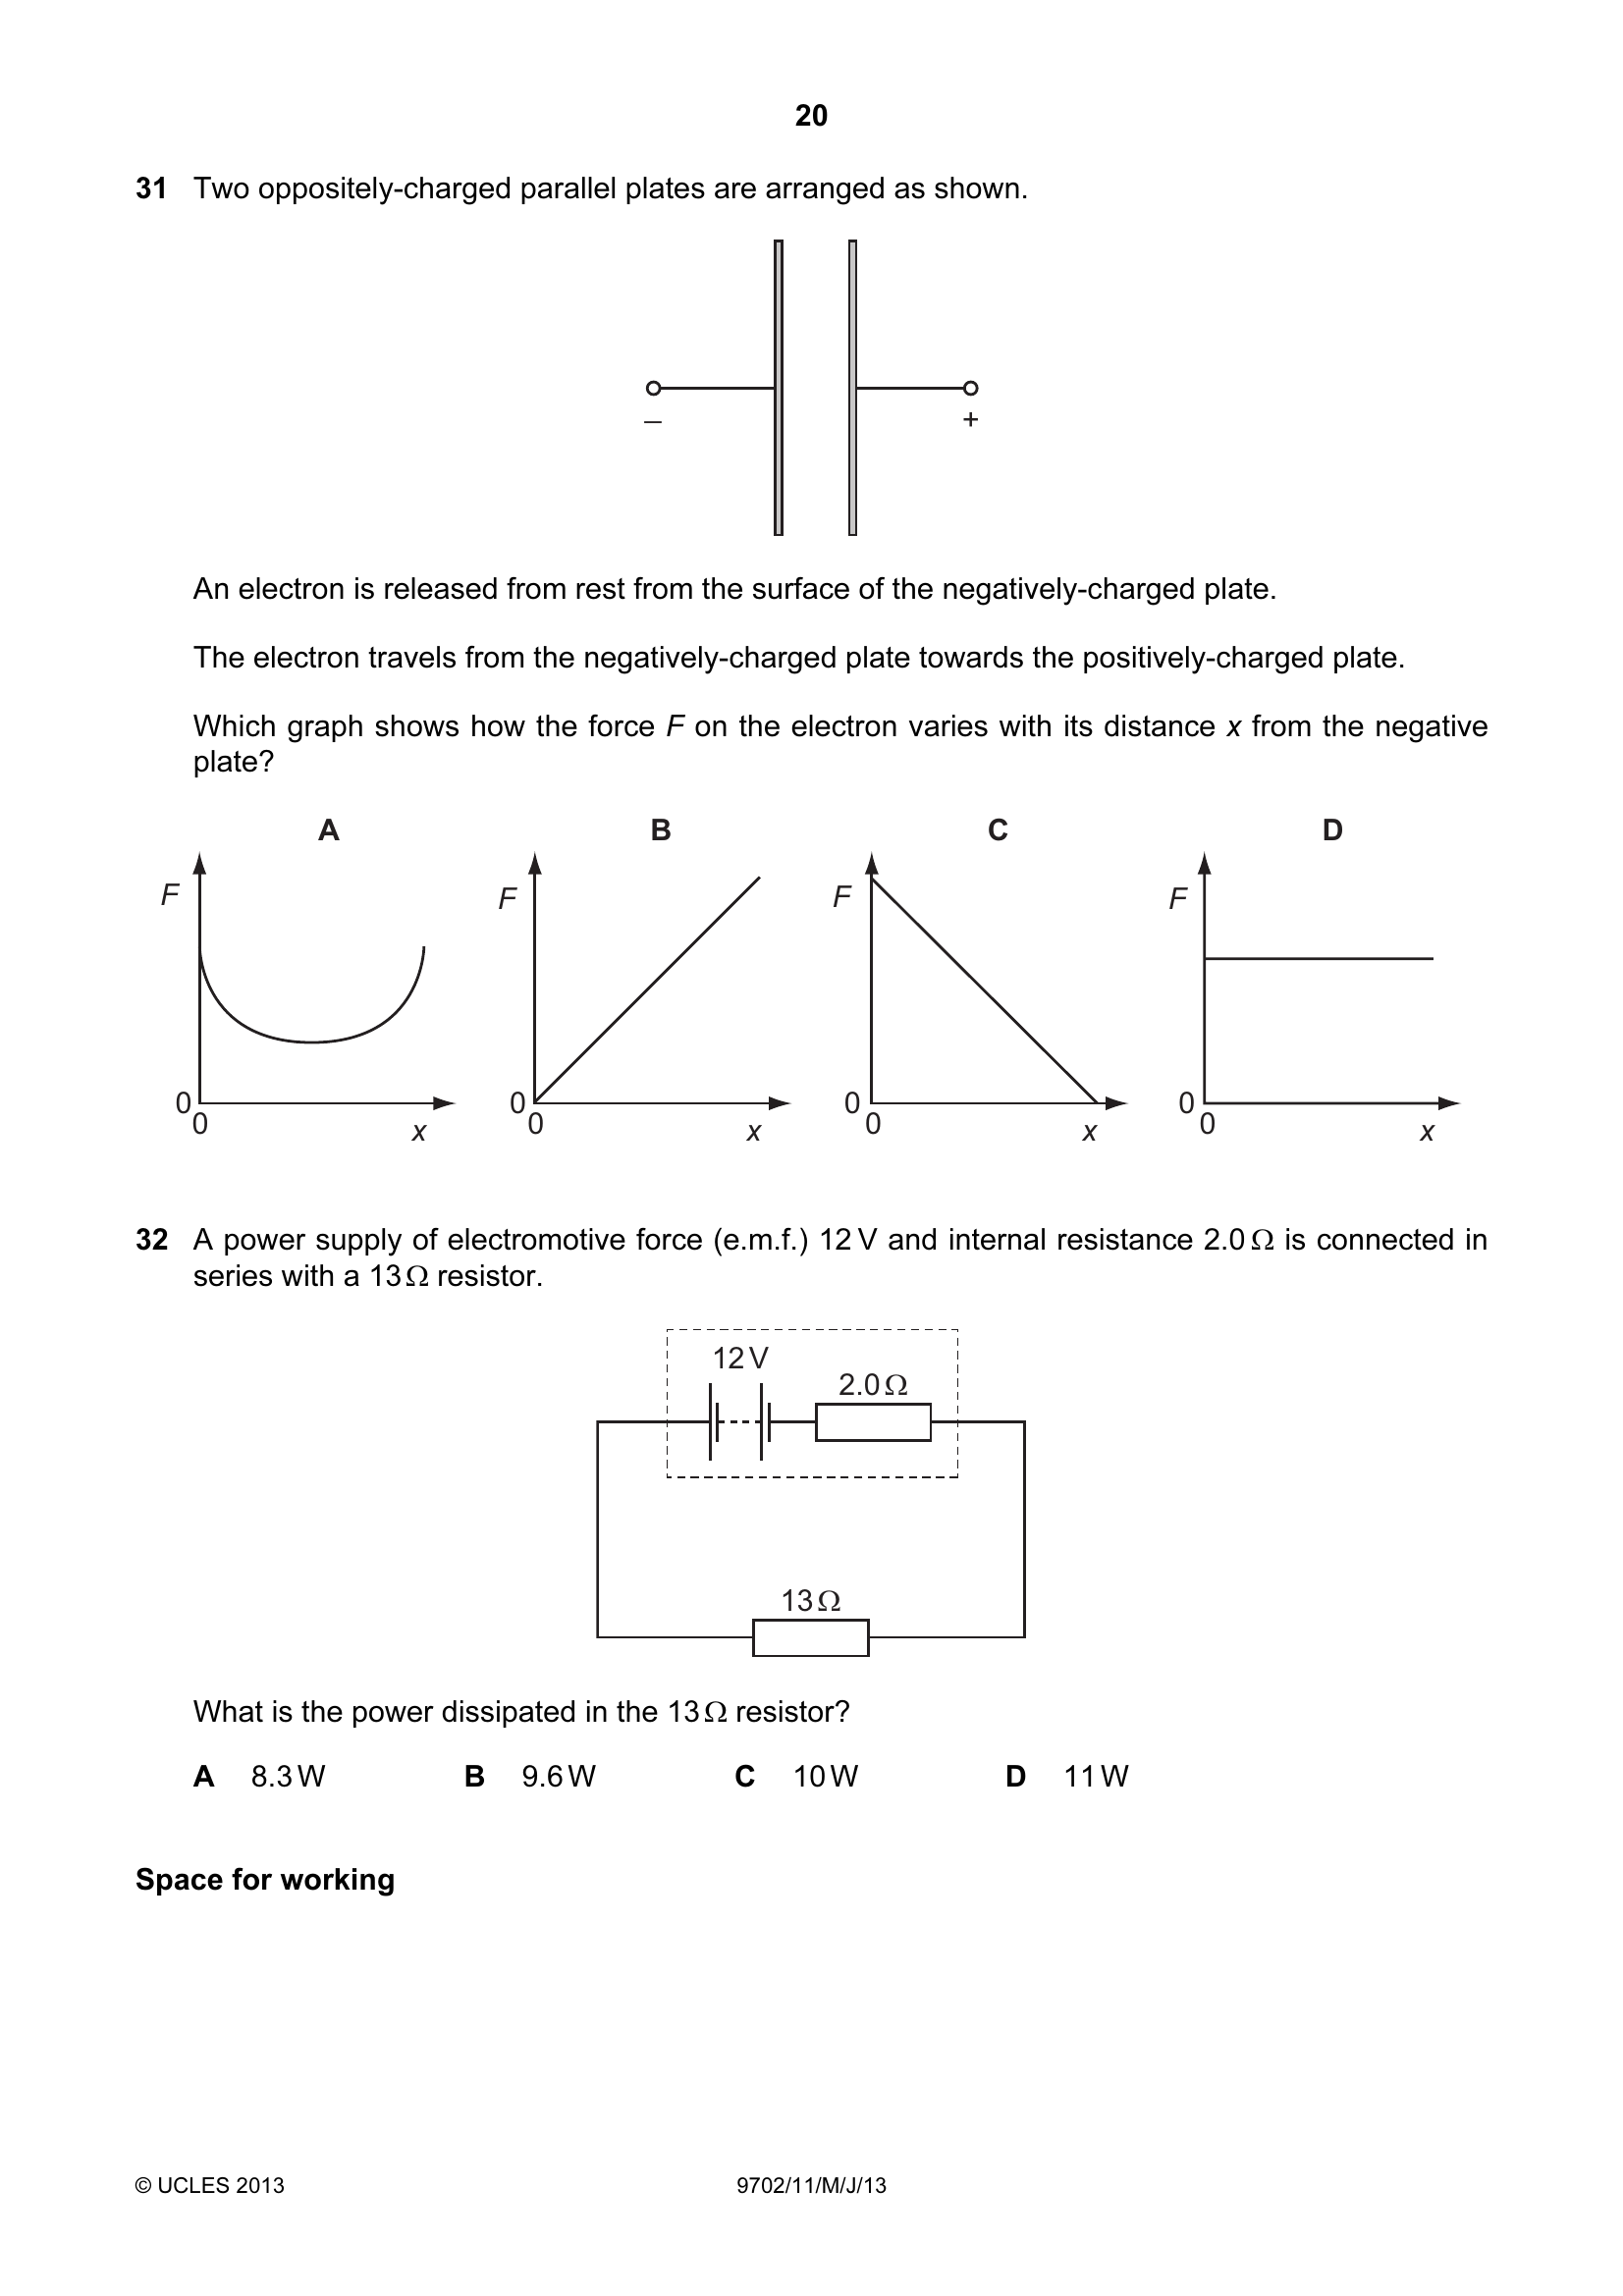 20
31 Two oppositely-charged parallel plates are arranged as shown.
– +
An electron is released from rest from the surface of the negatively-charged plate.
The electron travels from the negatively-charged plate towards the positively-charged plate.
Which graph shows how the force F on the electron varies with its distance x from the negative
plate?
A B C D
F F F F
0 0 0 0
0 x 0 x 0 x 0 x
32 A power supply of electromotive force (e.m.f.) 12 V and internal resistance 2.0 Ω is connected in
series with a 13 Ω resistor.
12 V
2.0 Ω
13 Ω
What is the power dissipated in the 13 Ω resistor?
A 8.3 W B 9.6 W C 10 W D 11 W
Space for working
© UCLES 2013 9702/11/M/J/13